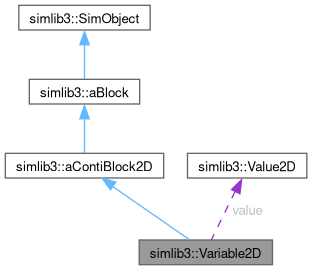 simlib3::SimObject
simlib3::aBlock
simlib3::aContiBlock2D
simlib3::Value2D
value
simlib3::Variable2D